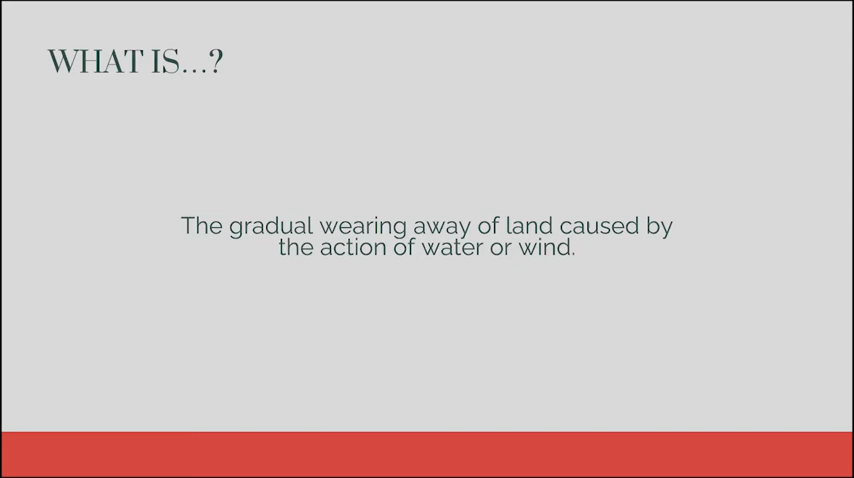 WHAT IS...?
The gradual wearing away of land caused by
the action of water or wind.